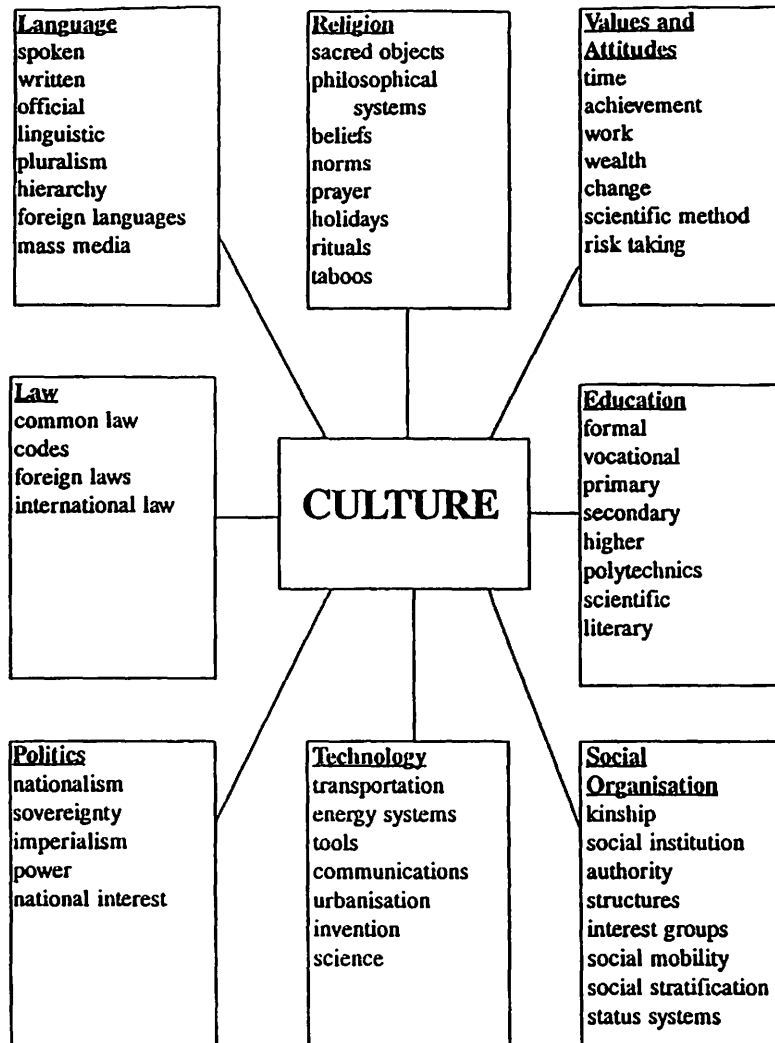 Language
spoken
written
official
linguistic
pluralism
hierarchy
foreign languages
mass media
Religion
sacred objects
philosophical
systems
beliefs
norms
prayer
holidays
rituals
taboos
Values and
Attitudes
time
achievement
work
wealth
change
scientific method
risk taking
Law
common law
codes
foreign laws
international law
CULTURE
Education
formal
vocational
primary
secondary
higher
polytechnics
scientific
literary
Politics
nationalism
sovereignty
imperialism
power
national interest
Technology
transportation
energy systems
tools
communications
urbanisation
invention
science
Social
Organisation
kinship
social institution
authority
structures
interest groups
social mobility
social stratification
status systems